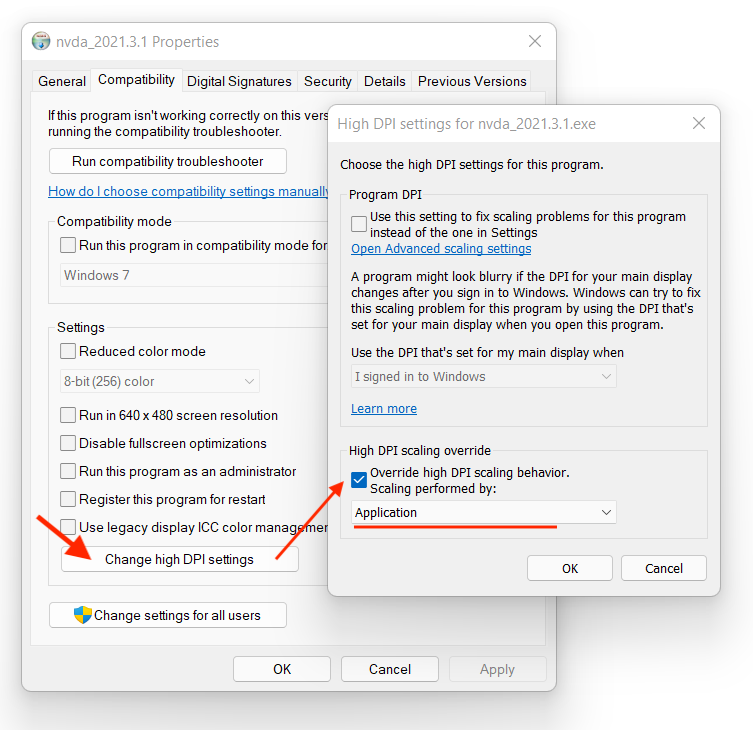 nvda_2021.3.1 Properties
General
Compatibility
Digital Signatures
Security
Details
Previous Versions
If this program isn't working correctly on this vers
running the compatibility troubleshooter.
Run compatibility troubleshooter
How do I choose compatibility settings manually
Compatibility mode
Run this program in compatibility mode for
Windows 7
Settings
Reduced color mode
8-bit (256) color
Run in 640 x 480 screen resolution
Disable fullscreen optimizations
Run this program as an administrator
Register this program for restart
Use legacy display ICC color managemen
Change high DPI settings
Change settings for all users
OK
Cancel
Apply
High DPI settings for nvda_2021.3.1.exe
Choose the high DPI settings for this program.
Program DPI
Use this setting to fix scaling problems for this program
instead of the one in Settings
Open Advanced scaling settings
A program might look blurry if the DPI for your main display
changes after you sign in to Windows. Windows can try to fix
this scaling problem for this program by using the DPI that's
set for your main display when you open this program.
Use the DPI that's set for my main display when
I signed in to Windows
Learn more
High DPI scaling override
Override high DPI scaling behavior.
Scaling performed by:
Application
OK
Cancel